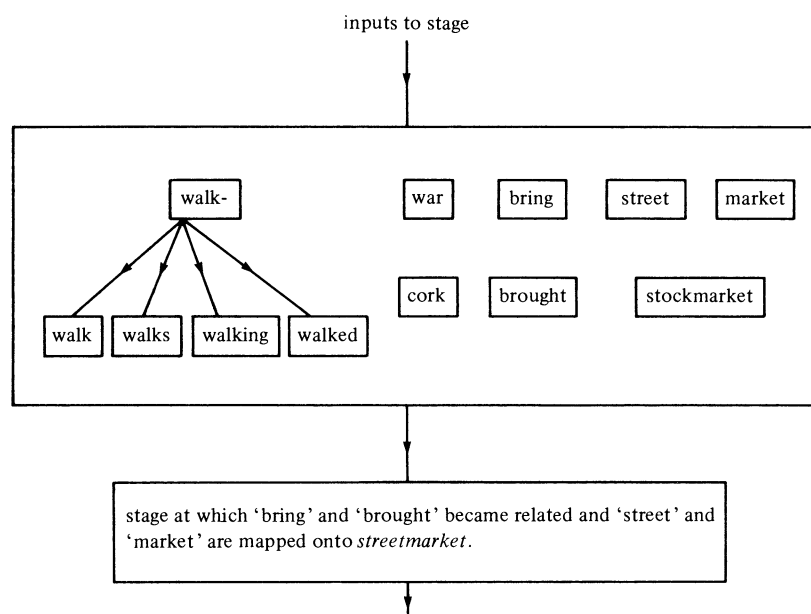 inputs to stage
walk-
war
bring
street
market
cork
brought
stockmarket
walk
walks
walking
walked
stage at which ‘bring’ and ‘brought’ became related and ‘street’ and
‘market’ are mapped onto streetmarket.